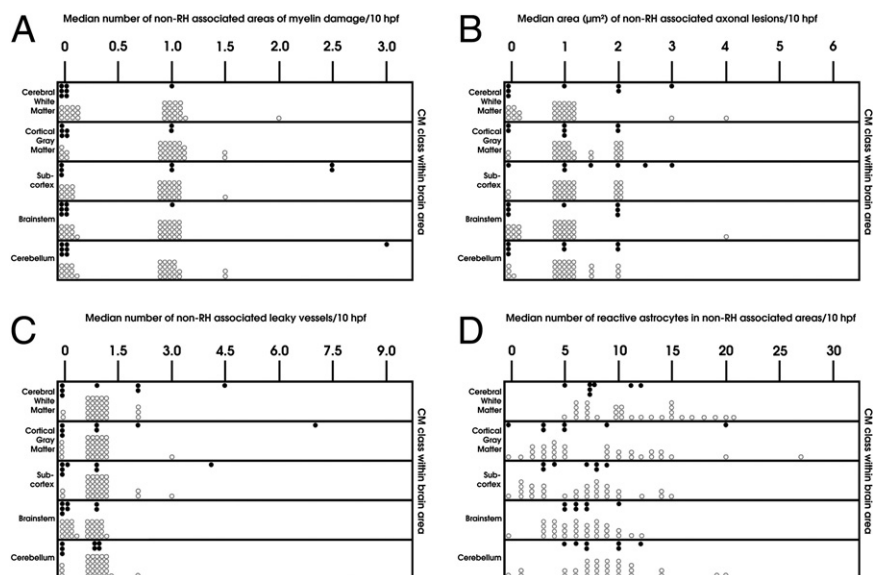 A
Median number of non-RH associated areas of myelin damage/10 hpf
0 0.5 1.0 1.5 2.0 2.5 3.0
Cerebral
White
Matter
Cortical
Gray
Matter
Sub-
cortex
Brainstem
Cerebellum
CM class within brain area
B
Median area (μm²) of non-RH associated axonal lesions/10 hpf
0 1 2 3 4 5 6
Cerebral
White
Matter
Cortical
Gray
Matter
Sub-
cortex
Brainstem
Cerebellum
CM class within brain area
C
Median number of non-RH associated leaky vessels/10 hpf
0 1.5 3.0 4.5 6.0 7.5 9.0
Cerebral
White
Matter
Cortical
Gray
Matter
Sub-
cortex
Brainstem
Cerebellum
CM class within brain area
D
Median number of reactive astrocytes in non-RH associated areas/10 hpf
0 5 10 15 20 25 30
Cerebral
White
Matter
Cortical
Gray
Matter
Sub-
cortex
Brainstem
Cerebellum
CM class within brain area